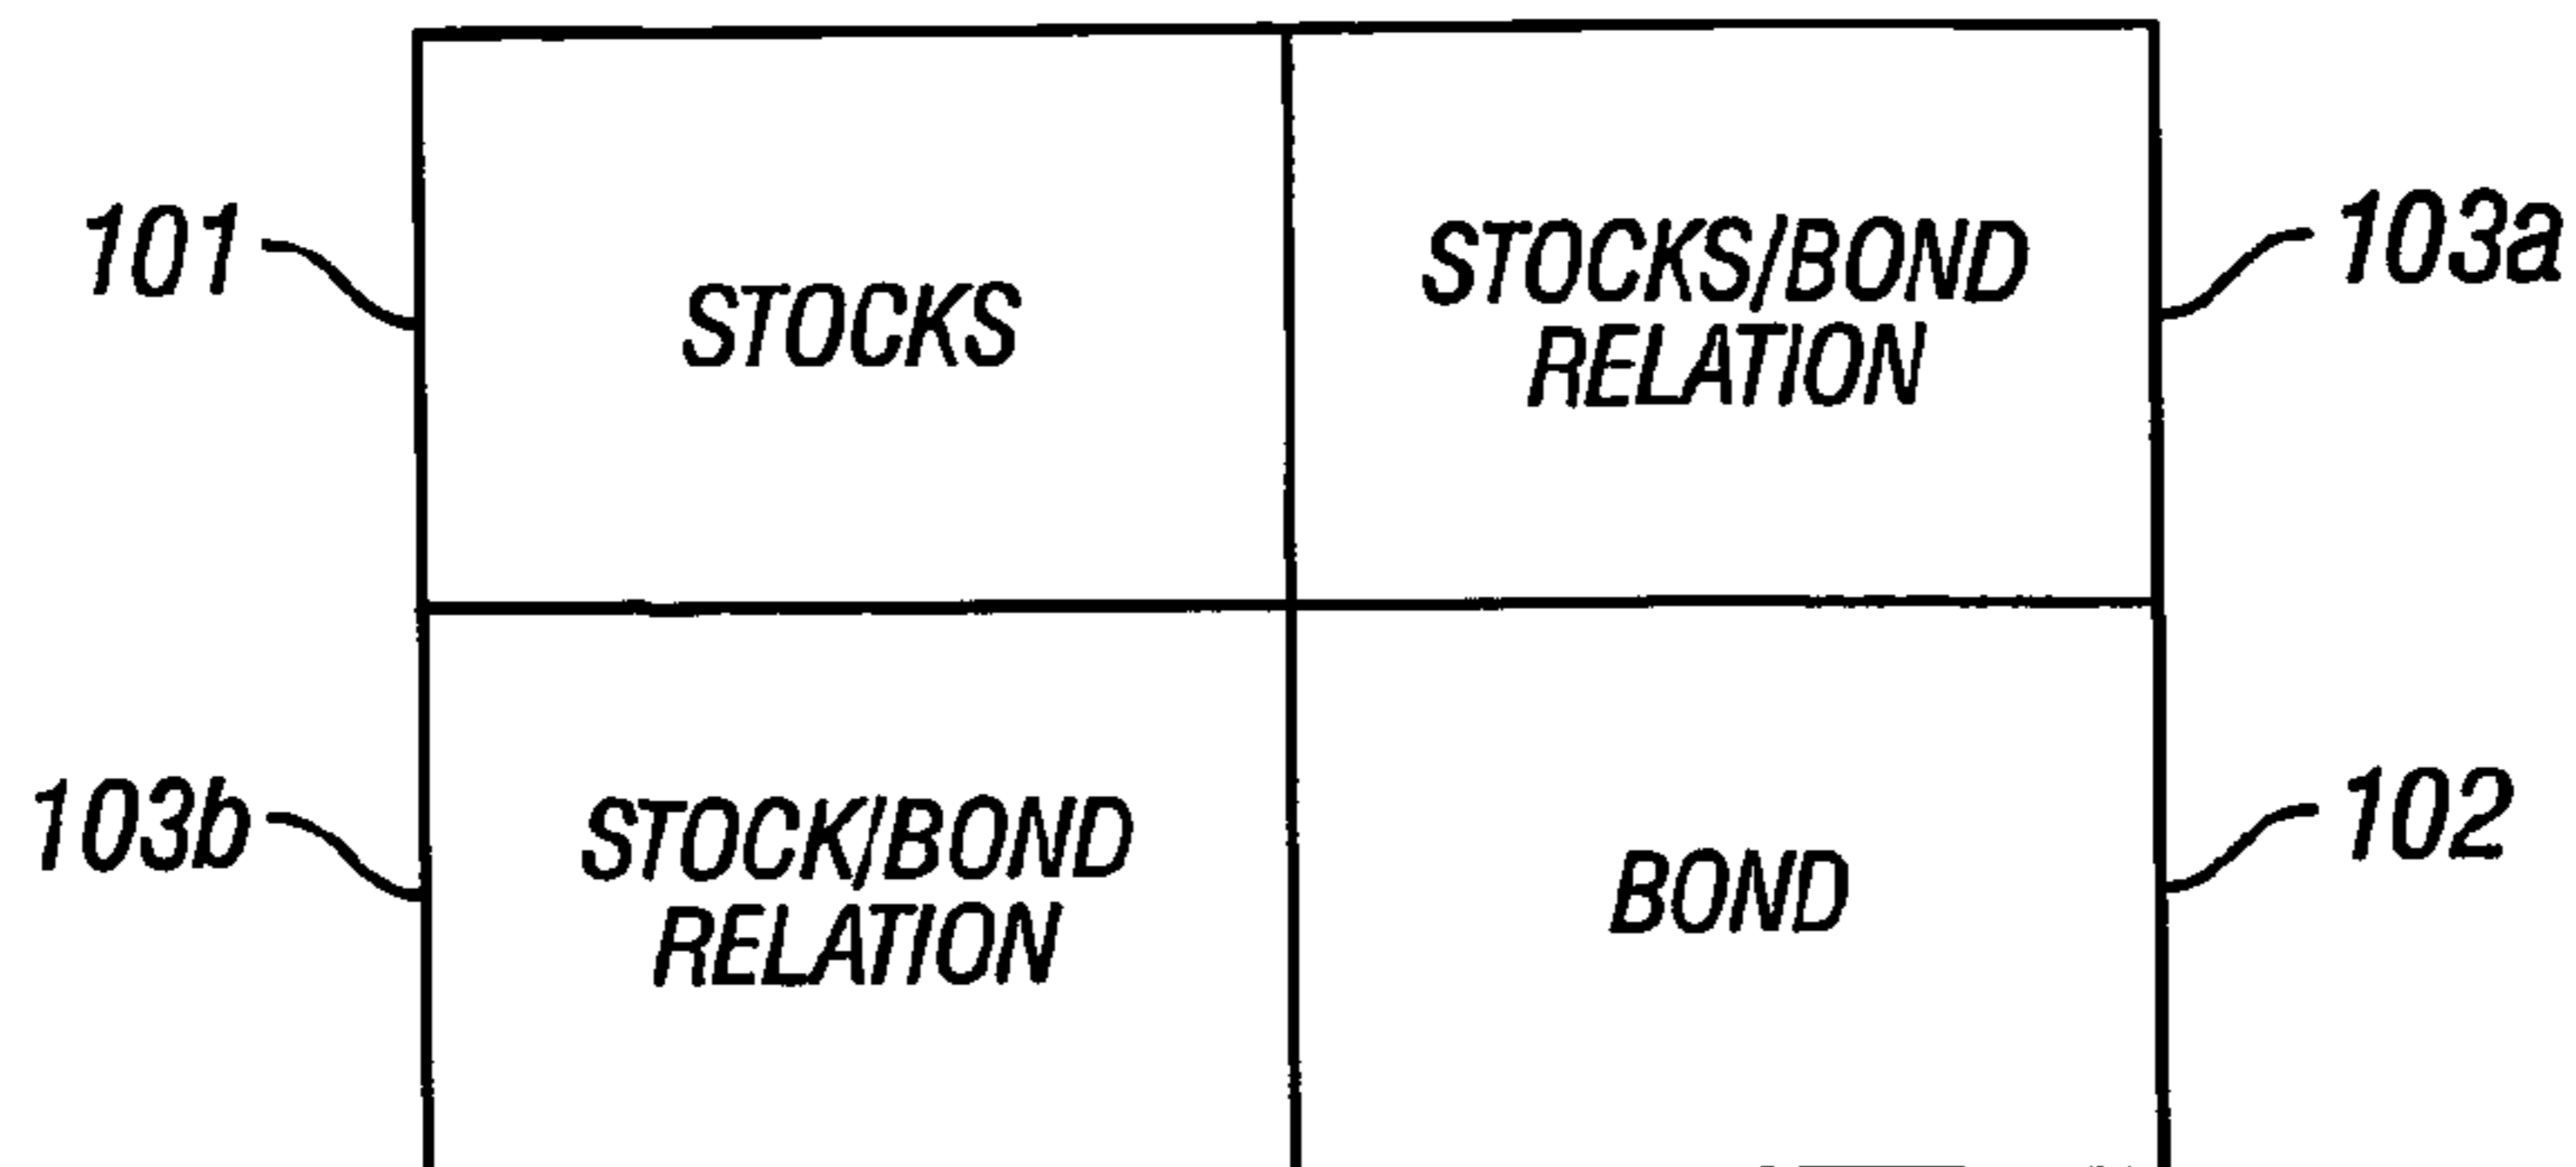 101
STOCKS
STOCKS/BOND
RELATION
103a
103b
STOCK/BOND
RELATION
BOND
102